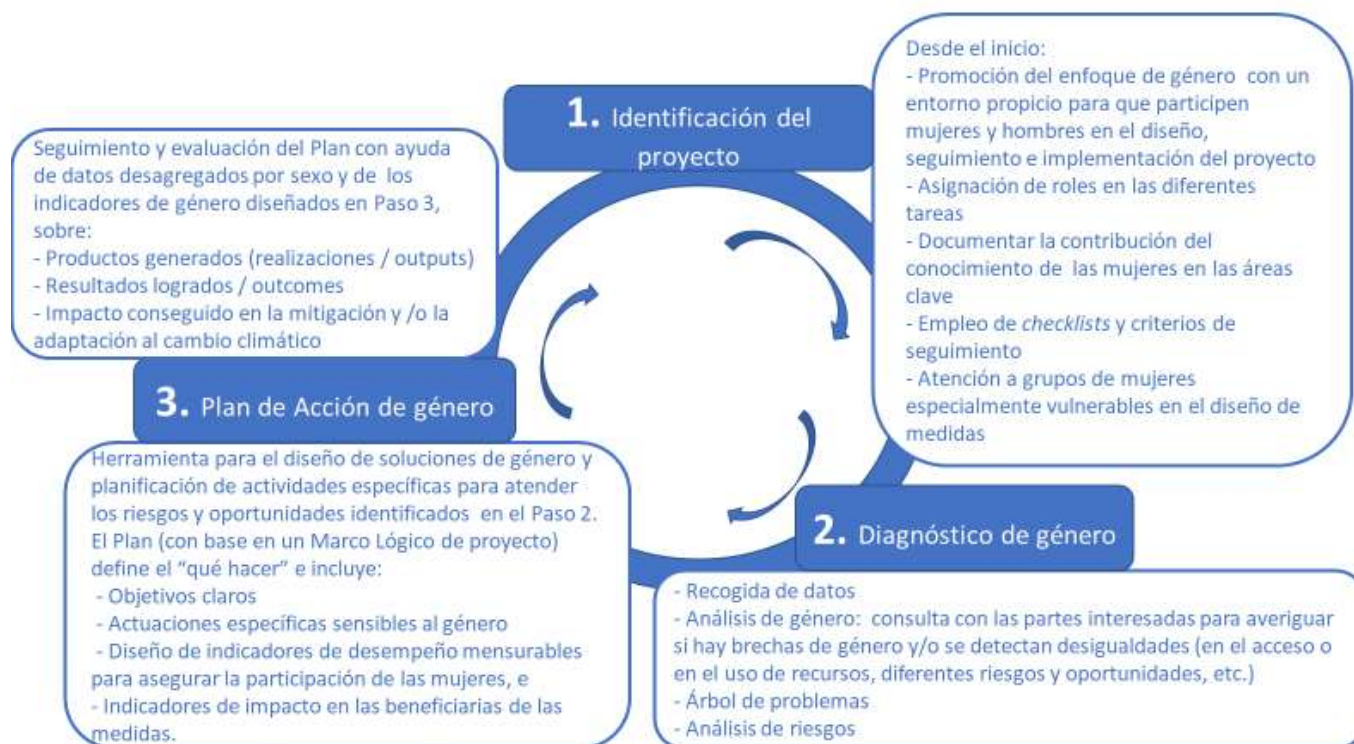 1. Identificación del
proyecto
Desde el inicio:
- Promoción del enfoque de género con un
entorno propicio para que participen
mujeres y hombres en el diseño,
seguimiento e implementación del proyecto
- Asignación de roles en las diferentes
tareas
- Documentar la contribución del
conocimiento de las mujeres en las áreas
clave
- Empleo de checklists y criterios de
seguimiento
- Atención a grupos de mujeres
especialmente vulnerables en el diseño de
medidas
2. Diagnóstico de género
- Recogida de datos
- Análisis de género: consulta con las partes interesadas para averiguar
si hay brechas de género y/o se detectan desigualdades (en el acceso o
en el uso de recursos, diferentes riesgos y oportunidades, etc.)
- Árbol de problemas
- Análisis de riesgos
3. Plan de Acción de género
Herramienta para el diseño de soluciones de género y
planificación de actividades específicas para atender
los riesgos y oportunidades identificados en el Paso 2.
El Plan (con base en un Marco Lógico de proyecto)
define el “qué hacer” e incluye:
- Objetivos claros
- Actuaciones específicas sensibles al género
- Diseño de indicadores de desempeño mensurables
para asegurar la participación de las mujeres, e
- Indicadores de impacto en las beneficiarias de las
medidas.
Seguimiento y evaluación del Plan con ayuda
de datos desagregados por sexo y de los
indicadores de género diseñados en Paso 3,
sobre:
- Productos generados (realizaciones / outputs)
- Resultados logrados / outcomes
- Impacto conseguido en la mitigación y /o la
adaptación al cambio climático